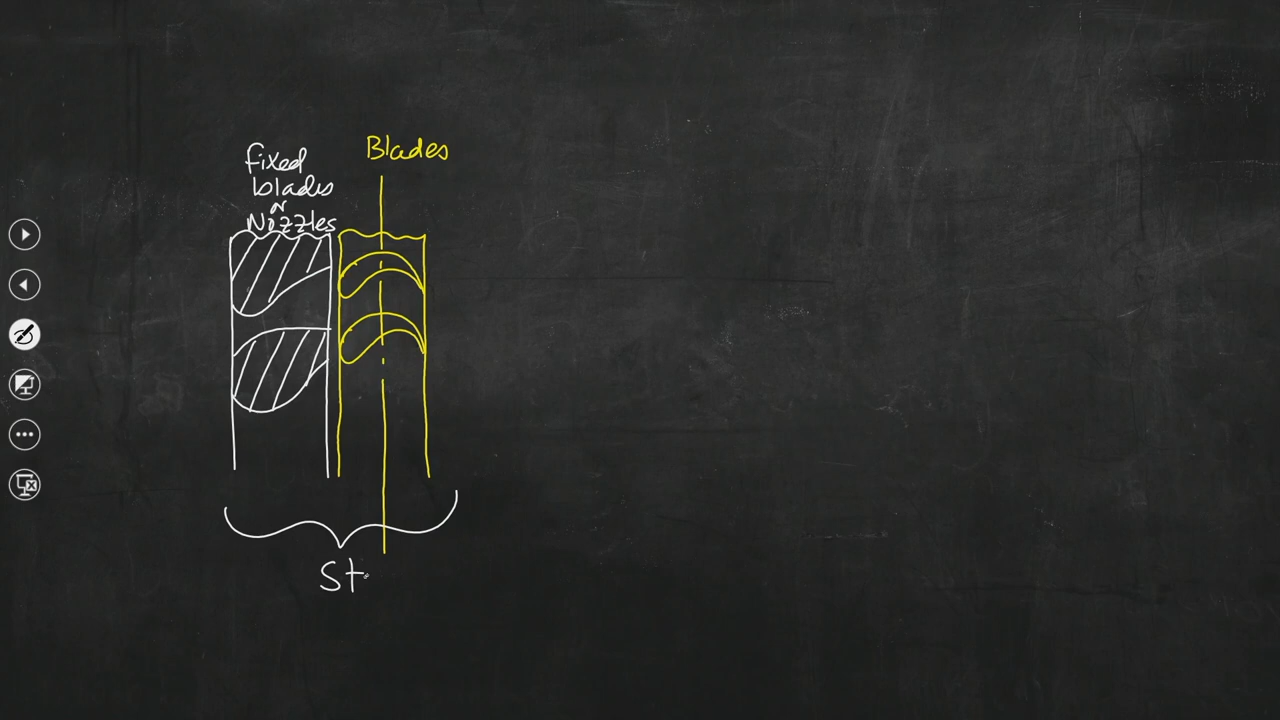 fixed
blades
or
Nozzles
Blades
St